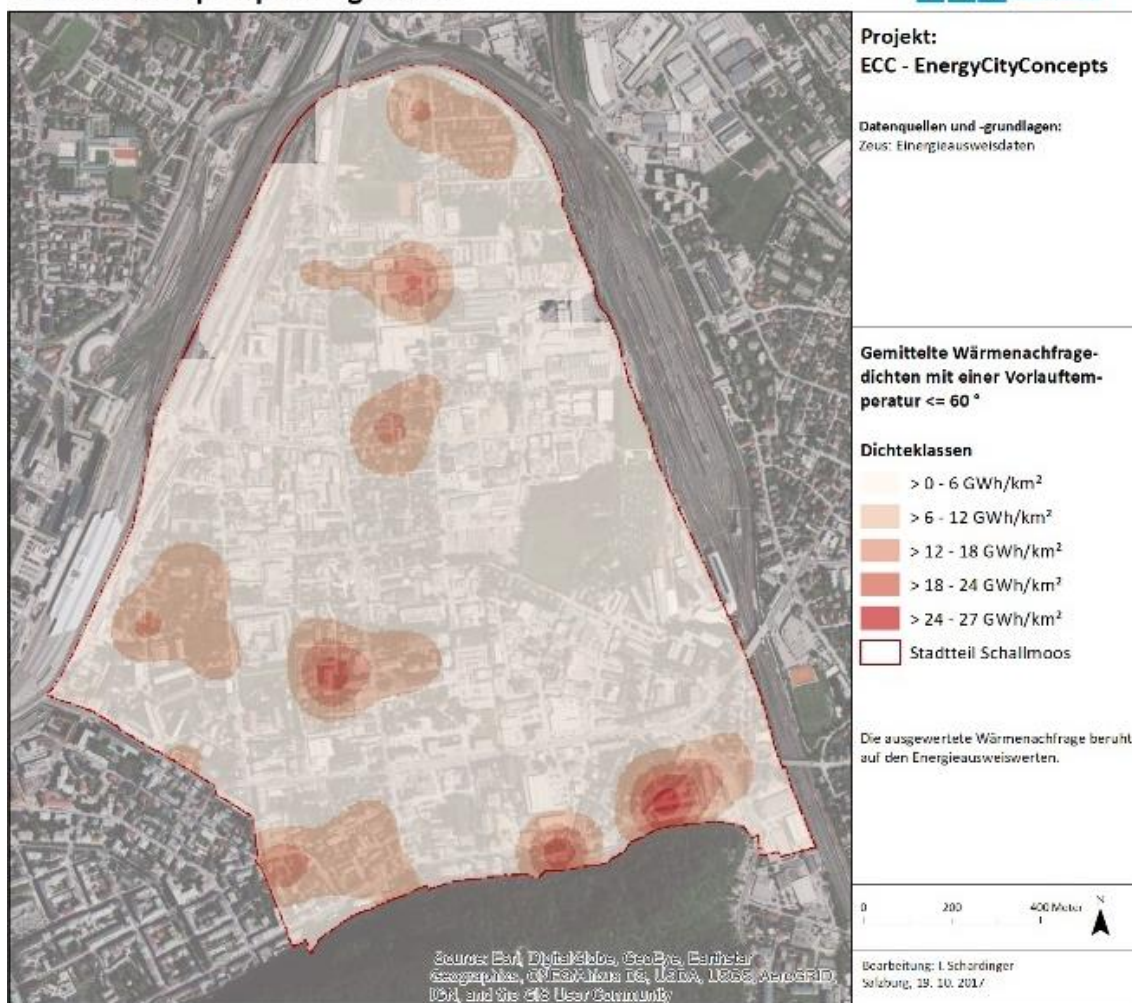 Projekt:
ECC - EnergyCityConcepts
Datenquellen und -grundlagen:
Zeus: Einergieausweisdaten
Gemittelte Wärmenachfrage-
dichten mit einer Vorlauftem-
peratur <= 60 °
Dichteklassen
> 0 - 6 GWh/km²
> 6 - 12 GWh/km²
> 12 - 18 GWh/km²
> 18 - 24 GWh/km²
> 24 - 27 GWh/km²
Stadtteil Schallmoos
Die ausgewertete Wärmenachfrage beruht
auf den Energieausweiswerten.
0 200 400 Meter N
Source: Esri, DigitalGlobe, GeoEye, Earthstar
Geographics, CNES/Airbus DS, USDA, USGS, AeroGRID,
IGN, and the GIS User Community
Bearbeitung: I. Schardinger
Salzburg, 19. 10. 2017